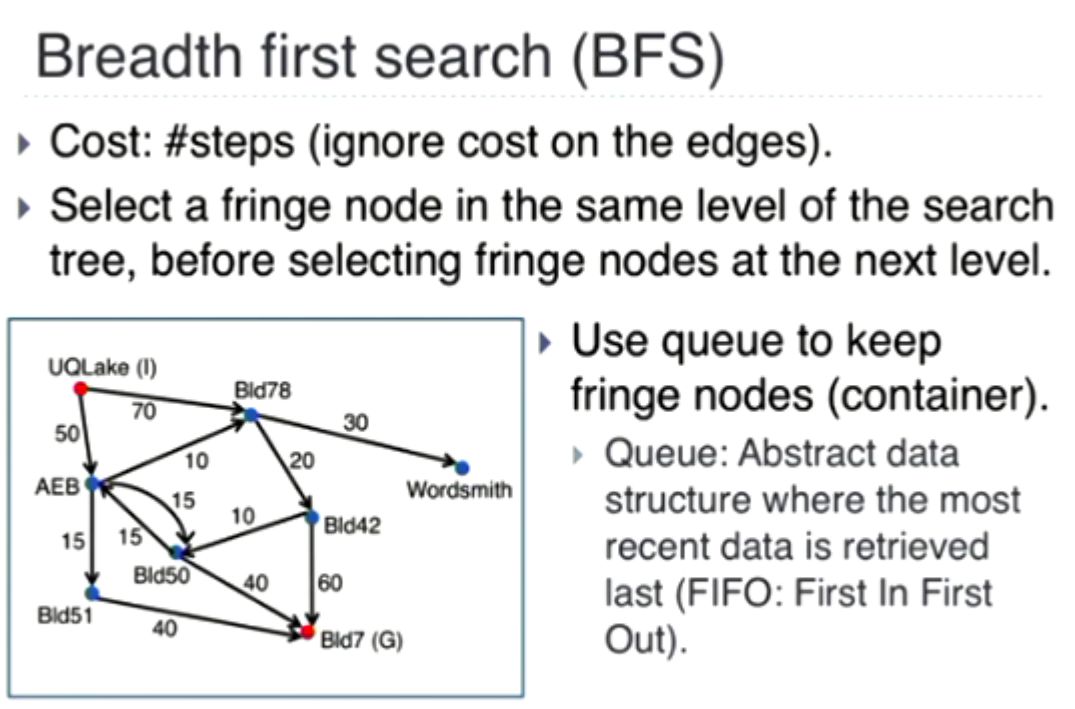 Breadth first search (BFS)
Cost: #steps (ignore cost on the edges).
Select a fringe node in the same level of the search
tree, before selecting fringe nodes at the next level.
UQLake (I)
Bld78
70
30
50
10
20
AEB
Wordsmith
15
10
Bld42
15
15
Bld50
40
60
Bld51
40
Bld7 (G)
Use queue to keep
fringe nodes (container).
Queue: Abstract data
structure where the most
recent data is retrieved
last (FIFO: First In First
Out).